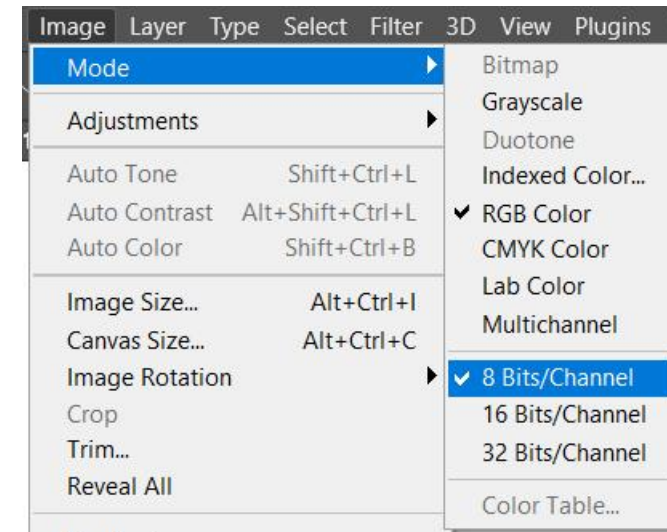 Image Layer Type Select Filter 3D View Plugins
Mode
Adjustments
Auto Tone Shift+Ctrl+L
Auto Contrast Alt+Shift+Ctrl+L
Auto Color Shift+Ctrl+B
Image Size... Alt+Ctrl+I
Canvas Size... Alt+Ctrl+C
Image Rotation
Crop
Trim...
Reveal All
Bitmap
Grayscale
Duotone
Indexed Color...
RGB Color
CMYK Color
Lab Color
Multichannel
8 Bits/Channel
16 Bits/Channel
32 Bits/Channel
Color Table...